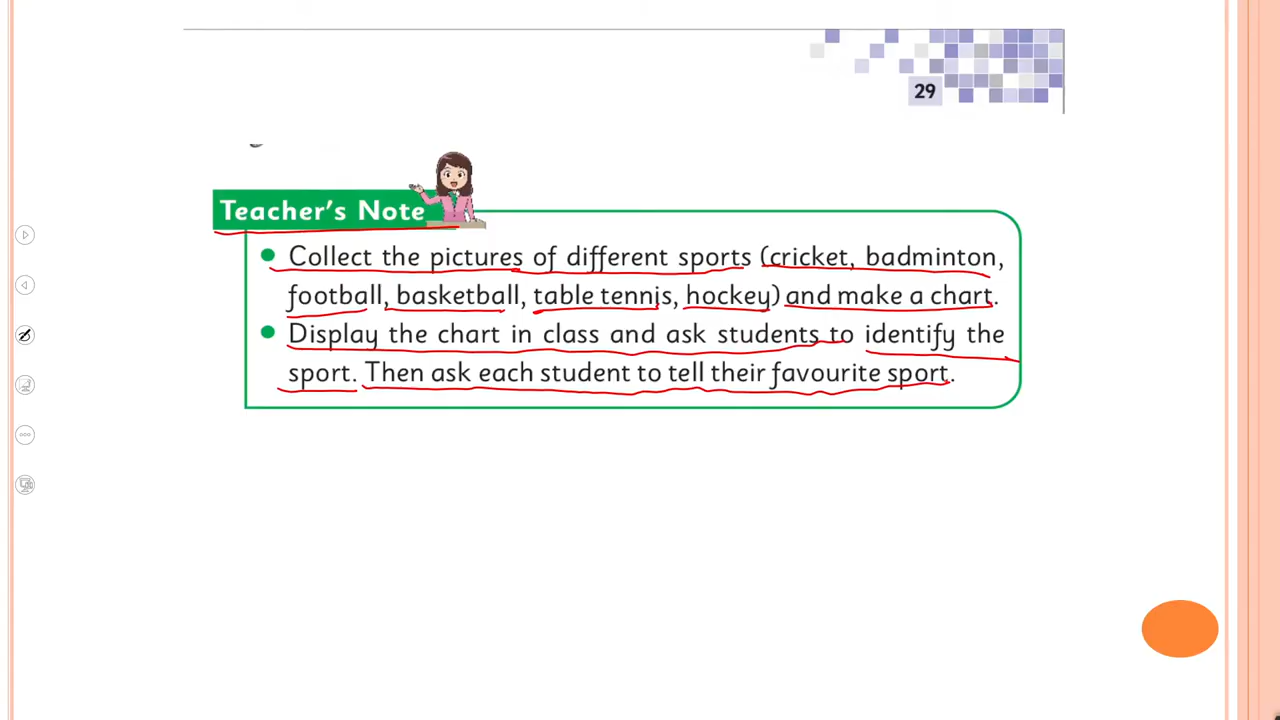 29
Teacher's Note
Collect the pictures of different sports (cricket, badminton,
football, basketball, table tennis, hockey) and make a chart.
Display the chart in class and ask students to identify the
sport. Then ask each student to tell their favourite sport.